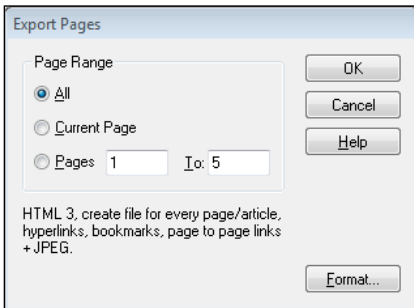 Export Pages
Page Range
All
Current Page
Pages 1 To: 5
OK
Cancel
Help
HTML 3, create file for every page/article,
hyperlinks, bookmarks, page to page links
+JPEG.
Format...